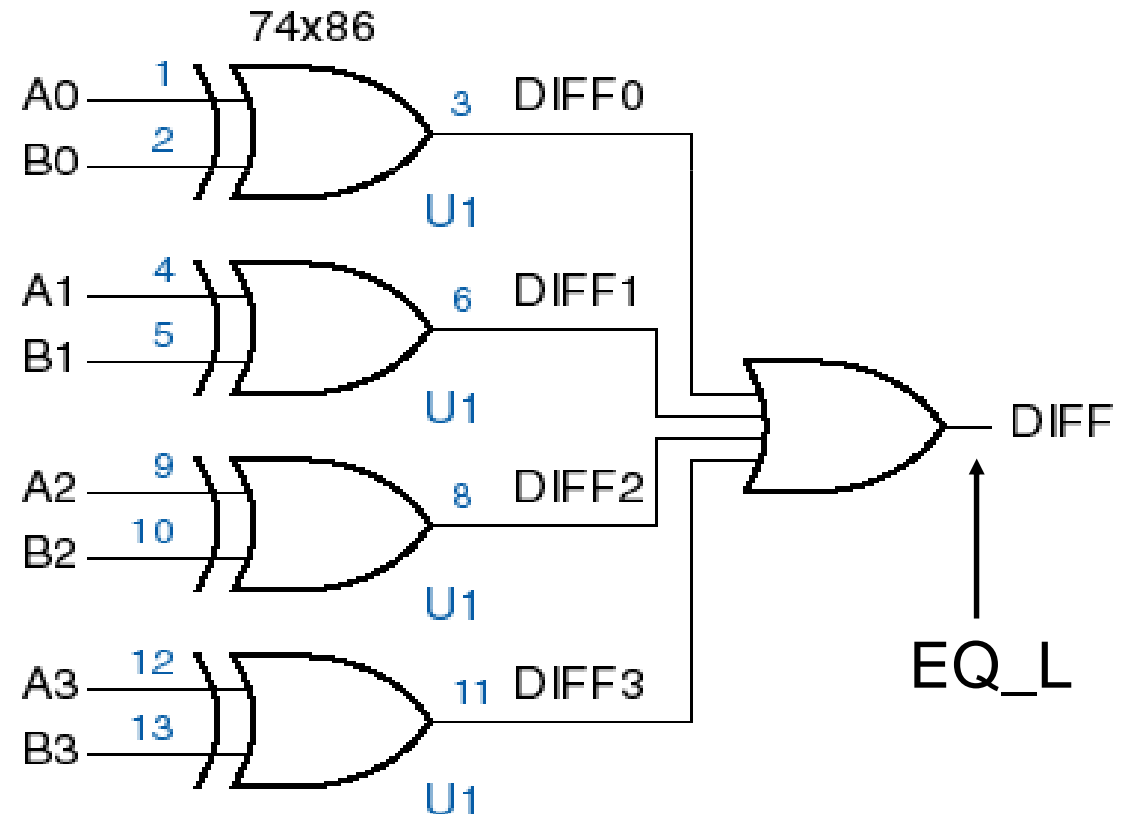 74x86
A0 1 3 DIFF0
B0 2
U1
A1 4 6 DIFF1
B1 5
U1
DIFF
A2 9 8 DIFF2
B2 10
U1
EQ_L
A3 12 11 DIFF3
B3 13
U1